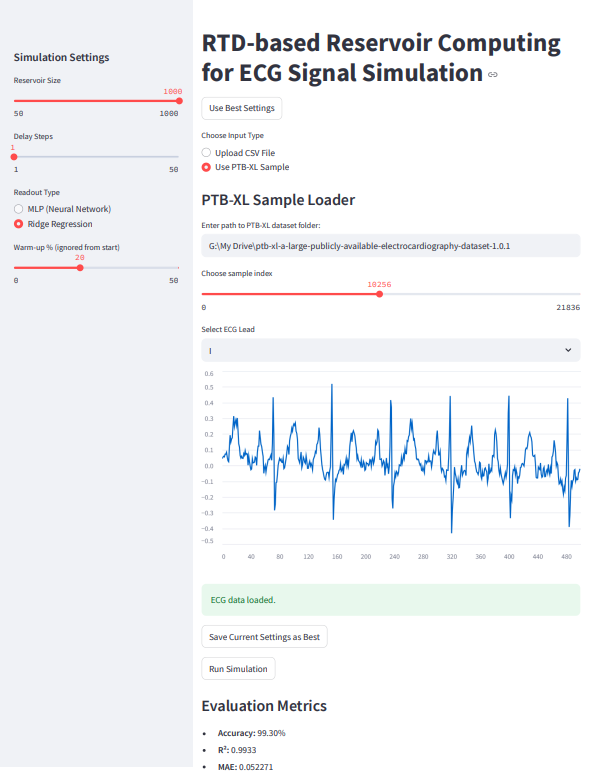 Simulation Settings
Reservoir Size
1000
50 1000
Delay Steps
1
1 50
Readout Type
MLP (Neural Network)
Ridge Regression
Warm-up % (ignored from start)
20
0 50
RTD-based Reservoir Computing
for ECG Signal Simulation
Use Best Settings
Choose Input Type
Upload CSV File
Use PTB-XL Sample
PTB-XL Sample Loader
Enter path to PTB-XL dataset folder:
G:\My Drive\ptb-xl-a-large-publicly-available-electrocardiography-dataset-1.0.1
Choose sample index
10256
0 21836
Select ECG Lead
I
0.6
0.5
0.4
0.3
0.2
0.1
0.0
−0.1
−0.2
−0.3
−0.4
−0.5
0 40 80 120 160 200 240 280 320 360 400 440 480
ECG data loaded.
Save Current Settings as Best
Run Simulation
Evaluation Metrics
• Accuracy: 99.30%
• R²: 0.9933
• MAE: 0.052271